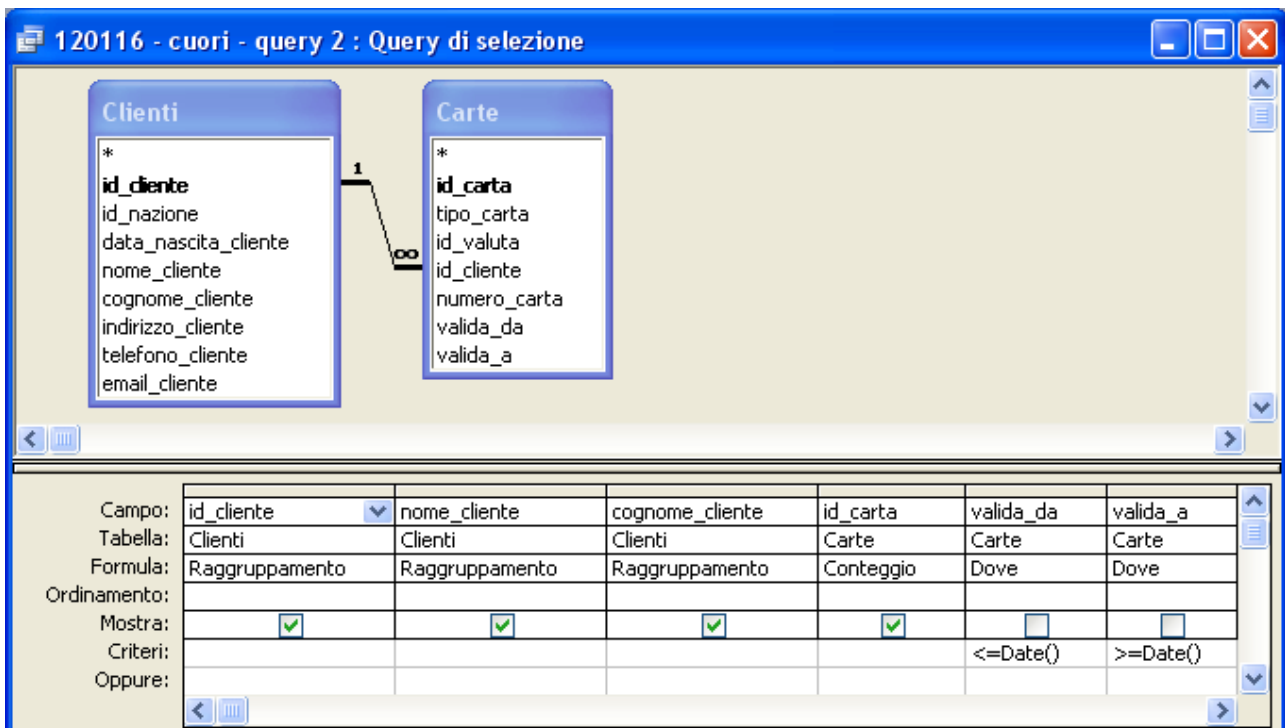 120116 - cuori - query 2 : Query di selezione
Clienti
*
id_cliente
id_nazione
data_nascita_cliente
nome_cliente
cognome_cliente
indirizzo_cliente
telefono_cliente
email_cliente
1
∞
Carte
*
id_carta
tipo_carta
id_valuta
id_cliente
numero_carta
valida_da
valida_a
Campo: id_cliente nome_cliente cognome_cliente id_carta valida_da valida_a
Tabella: Clienti Clienti Clienti Carte Carte Carte
Formula: Raggruppamento Raggruppamento Raggruppamento Conteggio Dove Dove
Ordinamento:
Mostra:
Criteri: <=Date() >=Date()
Oppure: